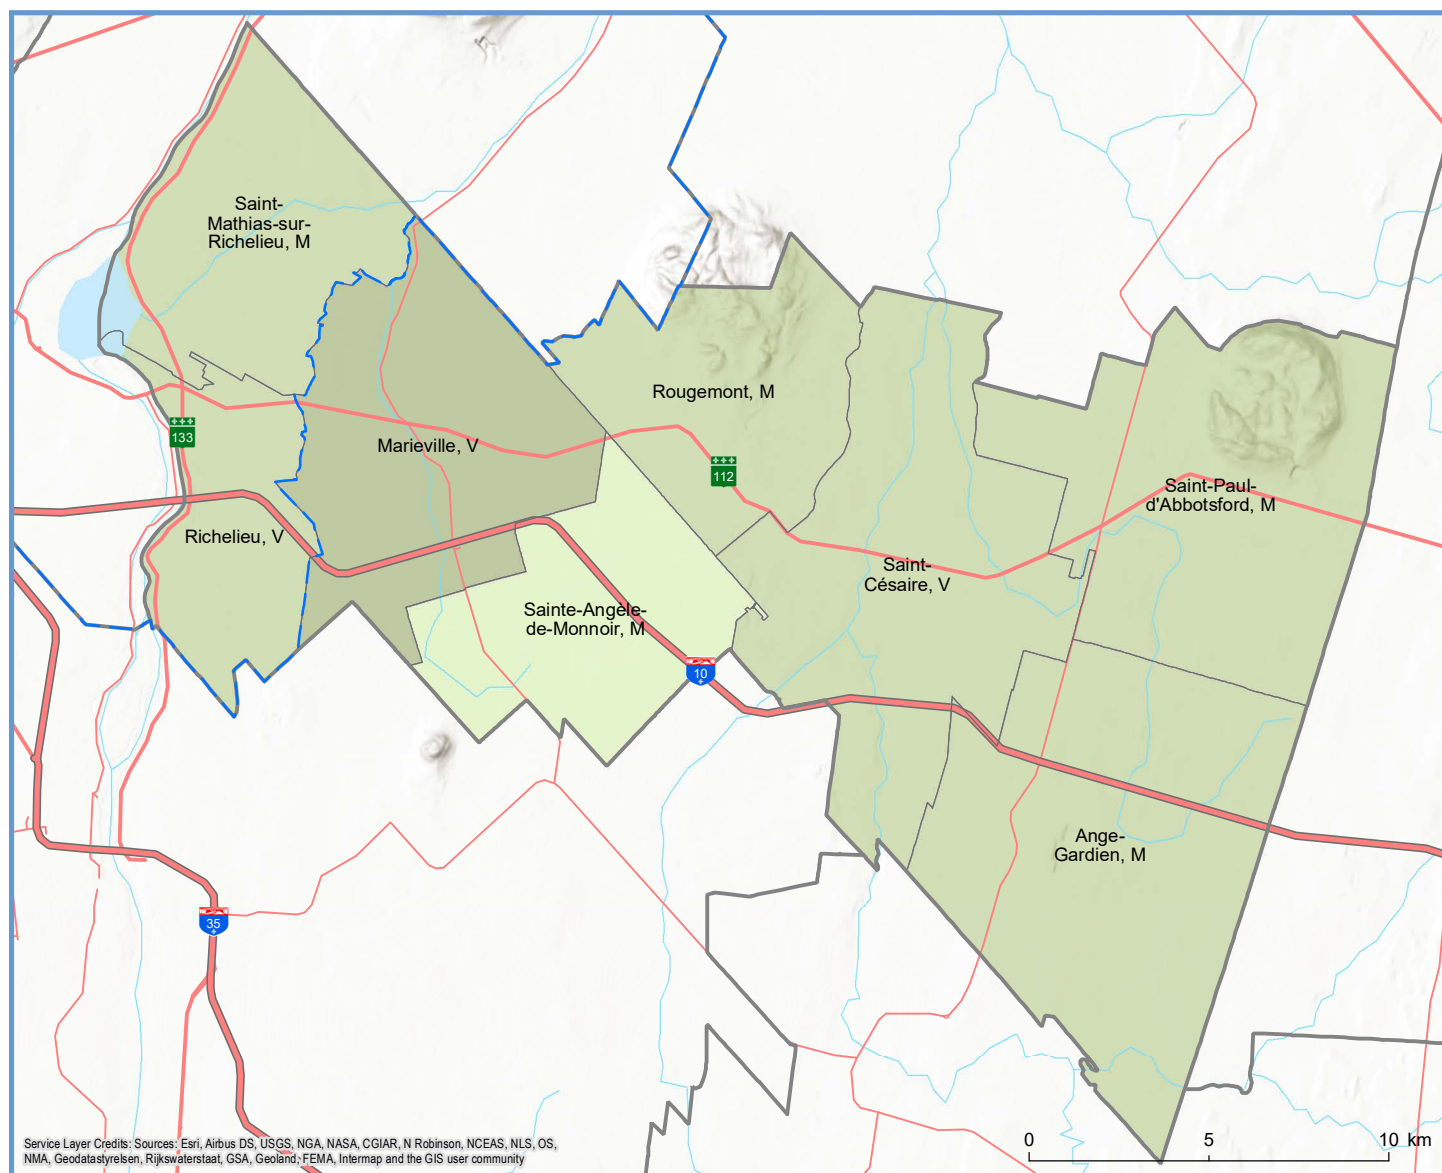 Saint-
Mathias-sur-
Richelieu, M
Rougemont, M
133
Marieville, V
112
Saint-Paul-
d'Abbotsford, M
Richelieu, V
Saint-
Césaire, V
Sainte-Angèle-
de-Monnoir, M
10
Ange-
Gardien, M
35
Service Layer Credits: Sources: Esri, Airbus DS, USGS, NGA, NASA, CGIAR, N Robinson, NCEAS, NLS, OS,
NMA, Geodatastyrelsen, Rijkswaterstaat, GSA, Geoland, FEMA, Intermap and the GIS user community
0 5 10 km